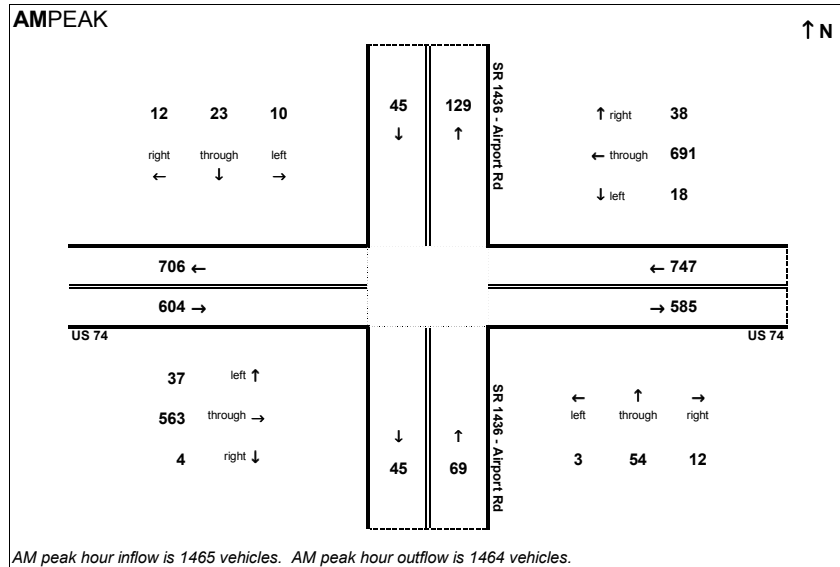 AMPEAK
↑ N
12 23 10
right through left
← ↓ →
45 129
↓ ↑
SR 1436 - Airport Rd
↑ right 38
← through 691
↓ left 18
706 ←
← 747
604 →
→ 585
US 74
US 74
37 left ↑
563 through →
4 right ↓
↓ ↑
45 69
SR 1436 - Airport Rd
← ↑ →
left through right
3 54 12
AM peak hour inflow is 1465 vehicles. AM peak hour outflow is 1464 vehicles.